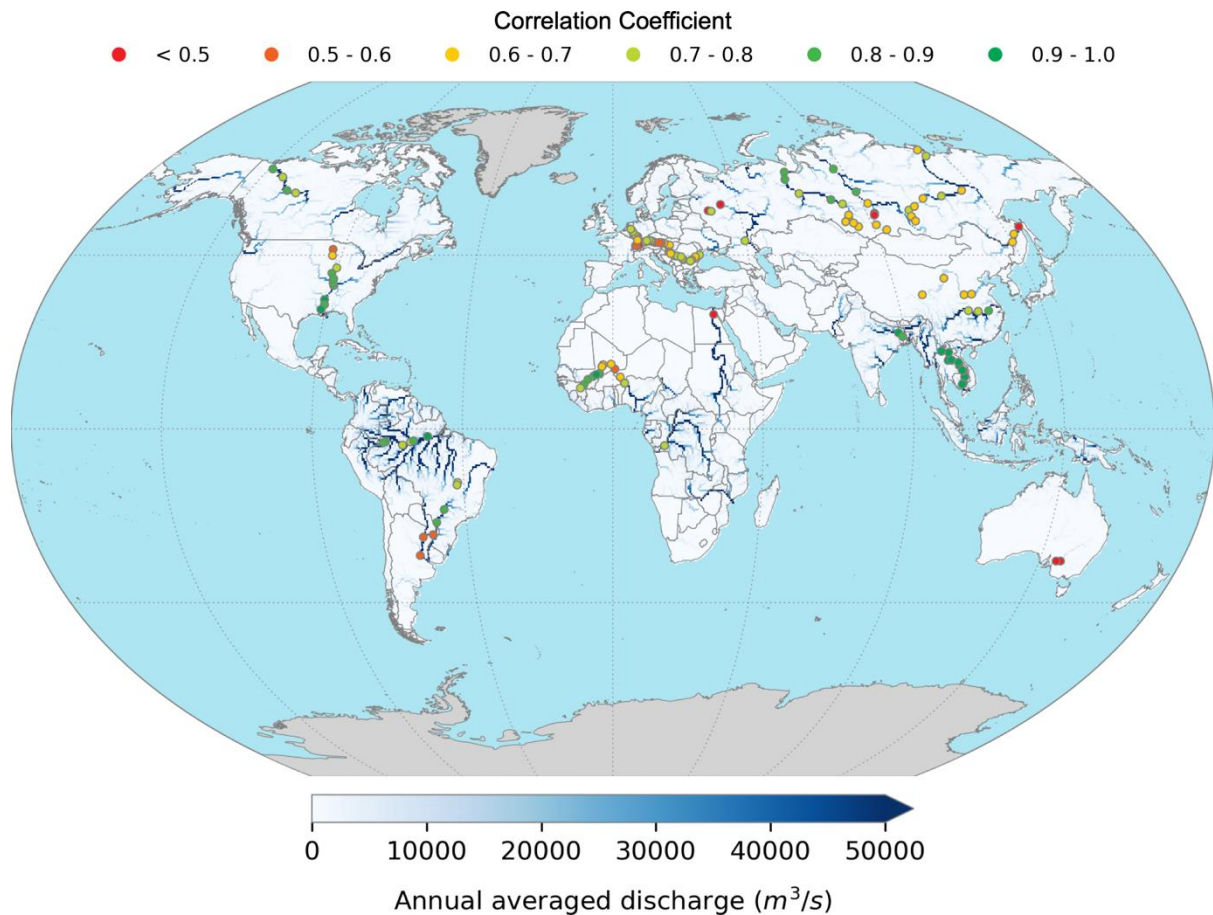 Correlation Coefficient
< 0.5 0.5 - 0.6 0.6 - 0.7 0.7 - 0.8 0.8 - 0.9 0.9 - 1.0
0 10000 20000 30000 40000 50000
Annual averaged discharge (m³/s)